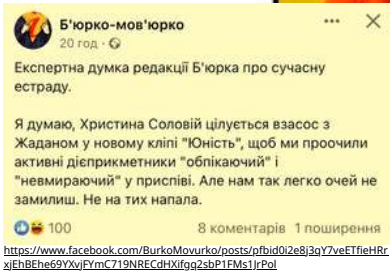 Б'юрко-мов'юрко
20 год
Експертна думка редакції Б'юрка про сучасну
естраду.
Я думаю, Христина Соловій цілується взасос з
Жаданом у новому кліпі "Юність", щоб ми проочили
активні дієприкметники "обпікаючий" і
"невмираючий" у приспіві. Але нам так легко очей не
замилиш. Не на тих напала.
100
8 коментарів 1 поширення
https://www.facebook.com/BurkoMovurko/posts/pfbid0i2e8j3qY7veETfieHRr
xjEhBEhe69YXvjFYmC719NRECdHXifgg2sbP1FMs1JrPol